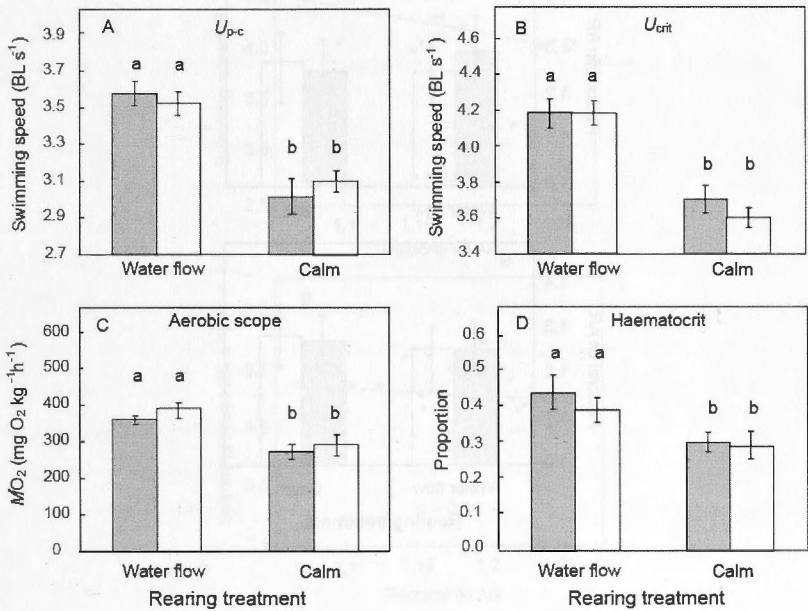 A
U p-c
Swimming speed (BL s⁻¹)
3.9
3.7
3.5
3.3
3.1
2.9
2.7
a a
b b
Water flow
Calm
B
U crit
Swimming speed (BL s⁻¹)
4.6
4.4
4.2
4.0
3.8
3.6
3.4
a a
b b
Water flow
Calm
C
Aerobic scope
ṀO₂ (mg O₂ kg⁻¹h⁻¹)
600
500
400
300
200
100
0
a a
b b
Water flow
Calm
Rearing treatment
D
Haematocrit
Proportion
0.6
0.5
0.4
0.3
0.2
0.1
0.0
a a
b b
Water flow
Calm
Rearing treatment